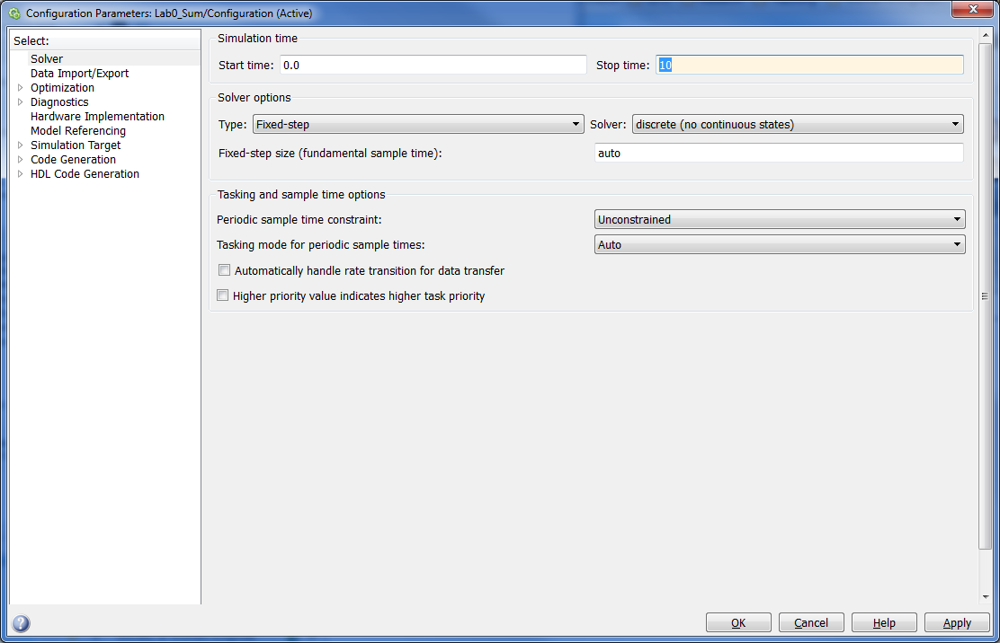 Configuration Parameters: Lab0_Sum/Configuration (Active)
Select:
Solver
Data Import/Export
Optimization
Diagnostics
Hardware Implementation
Model Referencing
Simulation Target
Code Generation
HDL Code Generation
Simulation time
Start time: 0.0 Stop time: 10
Solver options
Type: Fixed-step Solver: discrete (no continuous states)
Fixed-step size (fundamental sample time): auto
Tasking and sample time options
Periodic sample time constraint: Unconstrained
Tasking mode for periodic sample times: Auto
Automatically handle rate transition for data transfer
Higher priority value indicates higher task priority
? OK Cancel Help Apply